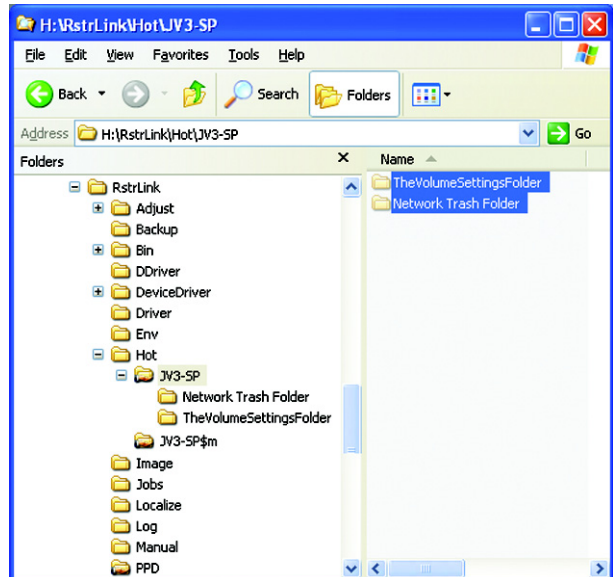 H:\RstrLink\Hot\JV3-SP
File Edit View Favorites Tools Help
Back Search Folders
Address H:\RstrLink\Hot\JV3-SP Go
Folders
RstrLink
Adjust
Backup
Bin
DDriver
DeviceDriver
Driver
Env
Hot
JV3-SP
Network Trash Folder
TheVolumeSettingsFolder
JV3-SP$m
Image
Jobs
Localize
Log
Manual
PPD
Name
TheVolumeSettingsFolder
Network Trash Folder